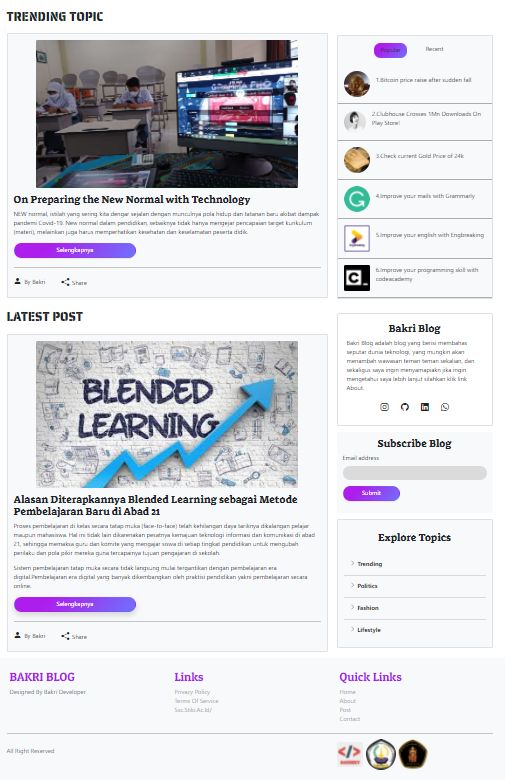 TRENDING TOPIC
On Preparing the New Normal with Technology
NEW normal, istilah yang sering kita dengar sejalan dengan munculnya pola hidup dan tatanan baru akibat dampak
pandemi Covid-19. New normal dalam pendidikan, sebaiknya tidak hanya mengejar pencapaian target kurikulum
(materi), melainkan juga harus memperhatikan kesehatan dan keselamatan peserta didik.
Selengkapnya
By Bakri
Share
Popular
Recent
1.Bitcoin price raise after sudden fall
2.Clubhouse Crosses 1Mn Downloads On
Play Store!
3.Check current Gold Price of 24k
4.Improve your mails with Grammarly
5.Improve your english with Engbreaking
6.Improve your programming skill with
codeacademy
LATEST POST
BLENDED
LEARNING
Alasan Diterapkannya Blended Learning sebagai Metode
Pembelajaran Baru di Abad 21
Proses pembelajaran di kelas secara tatap muka (face-to-face) telah kehilangan daya tariknya dikalangan pelajar
maupun mahasiswa. Hal ini tidak lain dikarenakan pesatnya kemajuan teknologi informasi dan komunikasi di abad
21, sehingga memaksa guru dan komite yang mengajar siswa di setiap tingkat pendidikan untuk mengubah
perilaku dan pola pikir mereka guna tercapainya tujuan pengajaran di sekolah.
Sistem pembelajaran tatap muka secara tidak langsung mulai tergantikan dengan pembelajaran era
digital.Pembelajaran era digital yang banyak dikembangkan oleh praktisi pendidikan yakni pembelajaran secara
online.
Selengkapnya
By Bakri
Share
Bakri Blog
Bakri Blog adalah blog yang berisi membahas
seputar dunia teknologi, yang mungkin akan
menambah wawasan teman teman sekalian, dan
sekaligus saya ingin menyampaiakn jika ingin
mengetahui saya lebih lanjut silahkan klik link
About.
Subscribe Blog
Email address
Submit
Explore Topics
Trending
Politics
Fashion
Lifestyle
BAKRI BLOG
Designed By Bakri Developer
Links
Privacy Policy
Terms Of Service
Quick Links
Home
About
Post
Contact
All Right Reserved